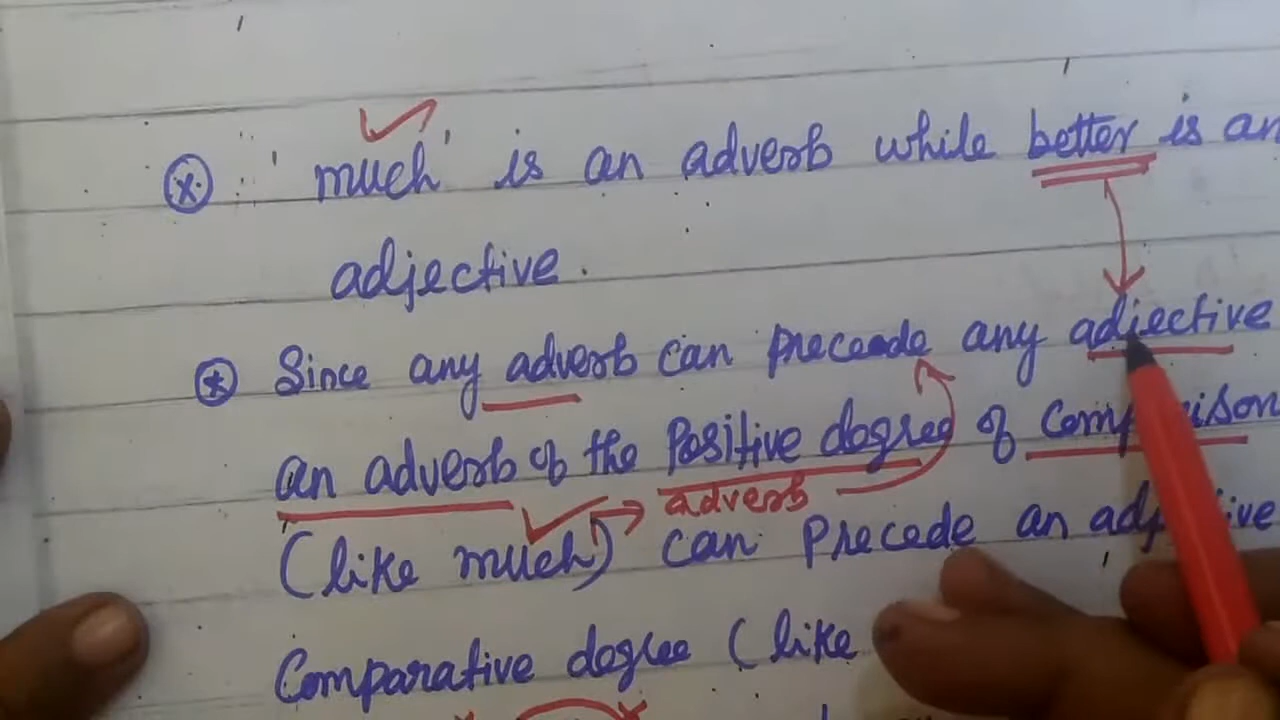 'much' is an adverb while better is an
adjective.
Since any adverb can preceede any adjective
an adverb of the Positive degree of Comparison
adverb
(like much) can Precede an adjective
Comparative degree (like